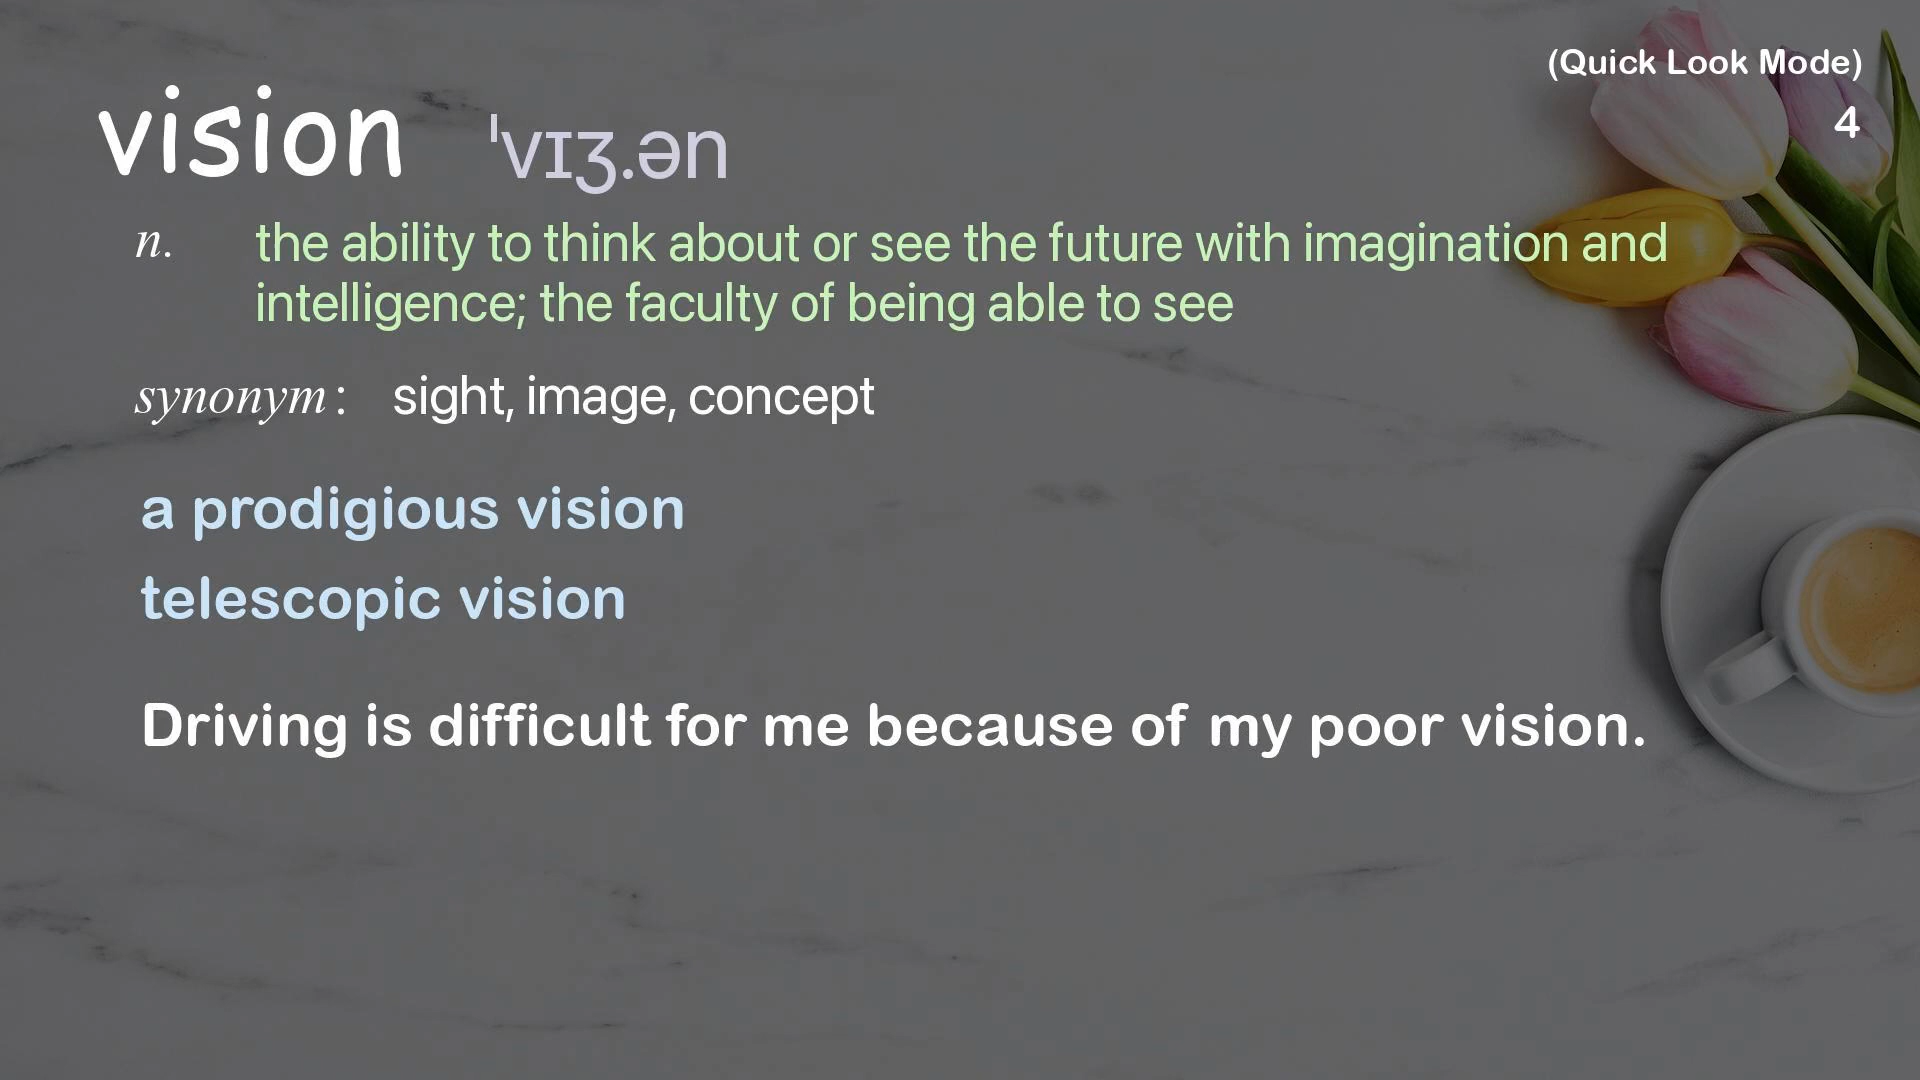 (Quick Look Mode)
4
vision ˈvɪʒ.ən
n. the ability to think about or see the future with imagination and
intelligence; the faculty of being able to see
synonym: sight, image, concept
a prodigious vision
telescopic vision
Driving is difficult for me because of my poor vision.